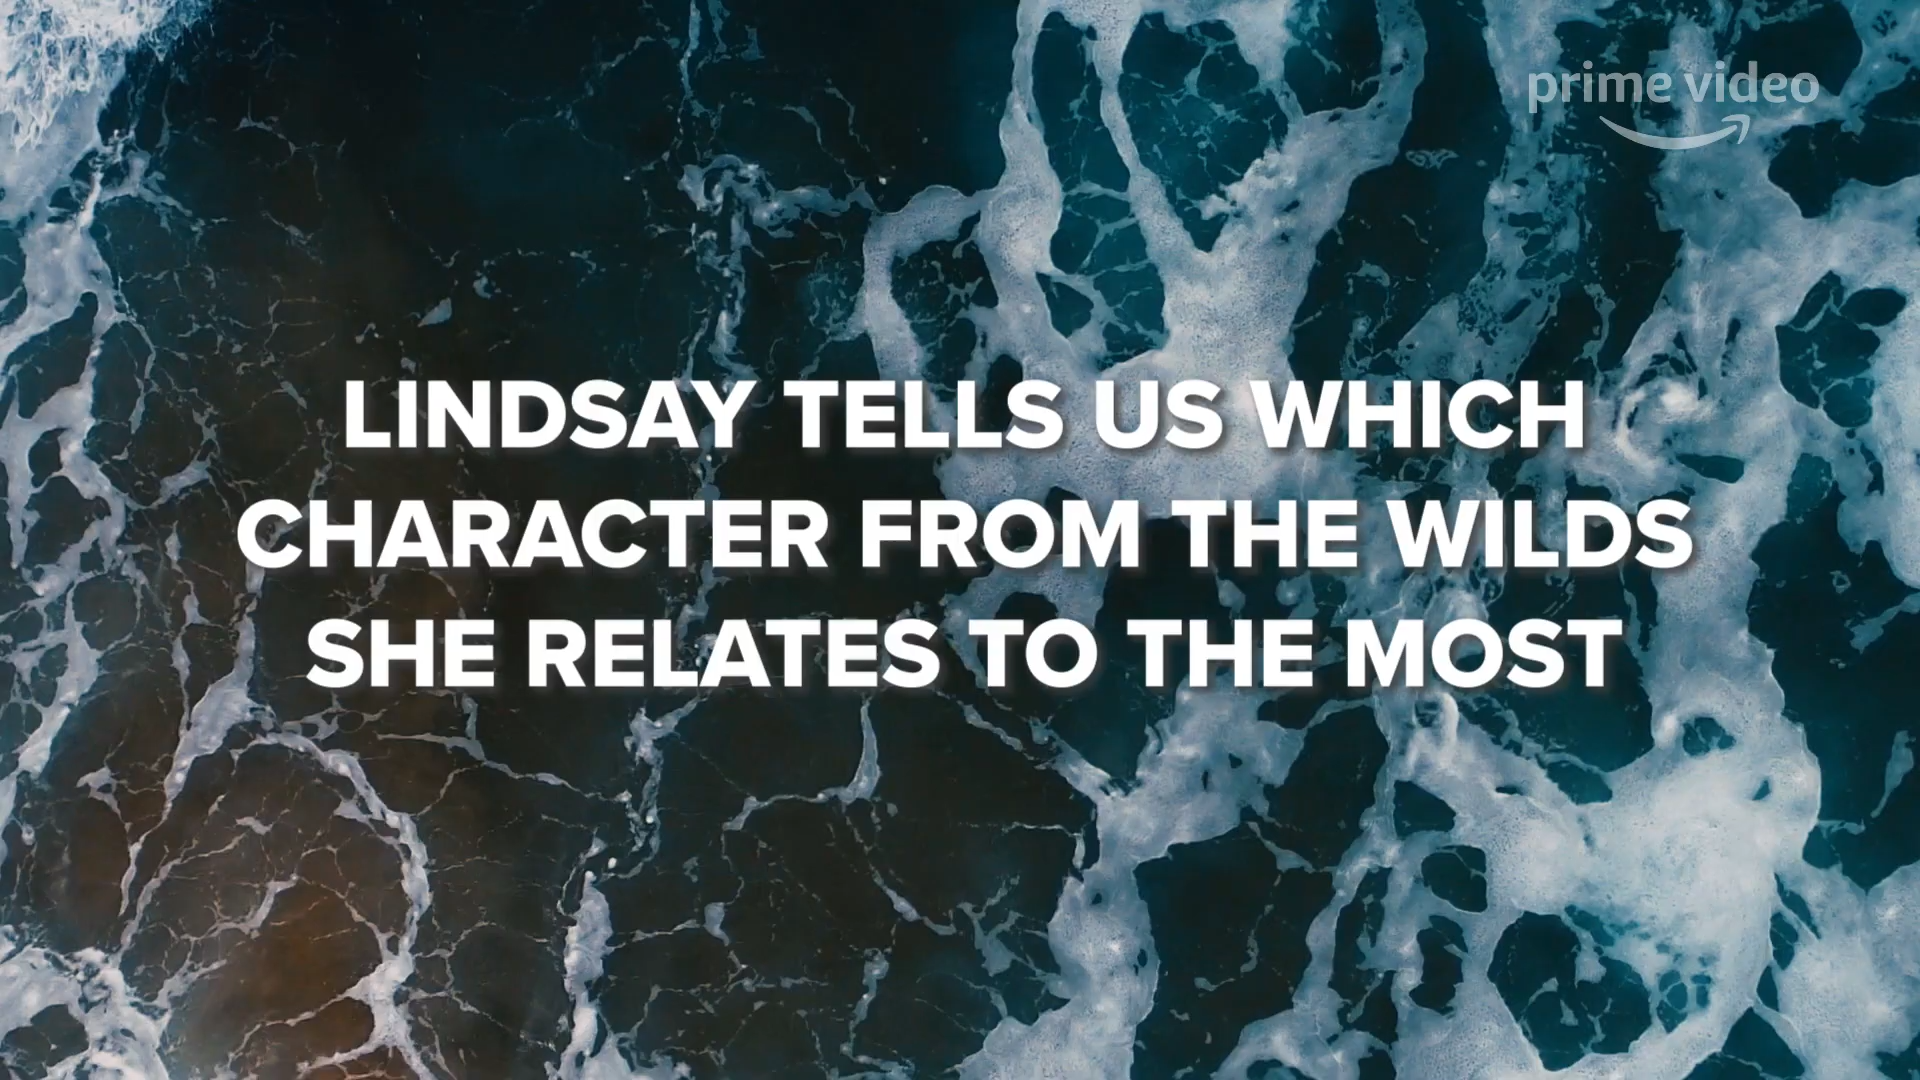 prime video
LINDSAY TELLS US WHICH
CHARACTER FROM THE WILDS
SHE RELATES TO THE MOST